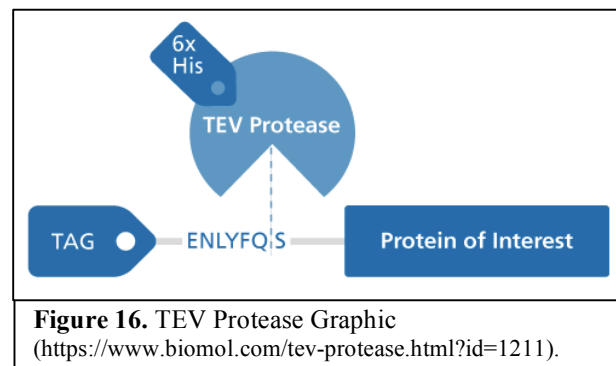 6x
His
TEV Protease
TAG
ENLYFQ S
Protein of Interest
Figure 16. TEV Protease Graphic
(https://www.biomol.com/tev-protease.html?id=1211).